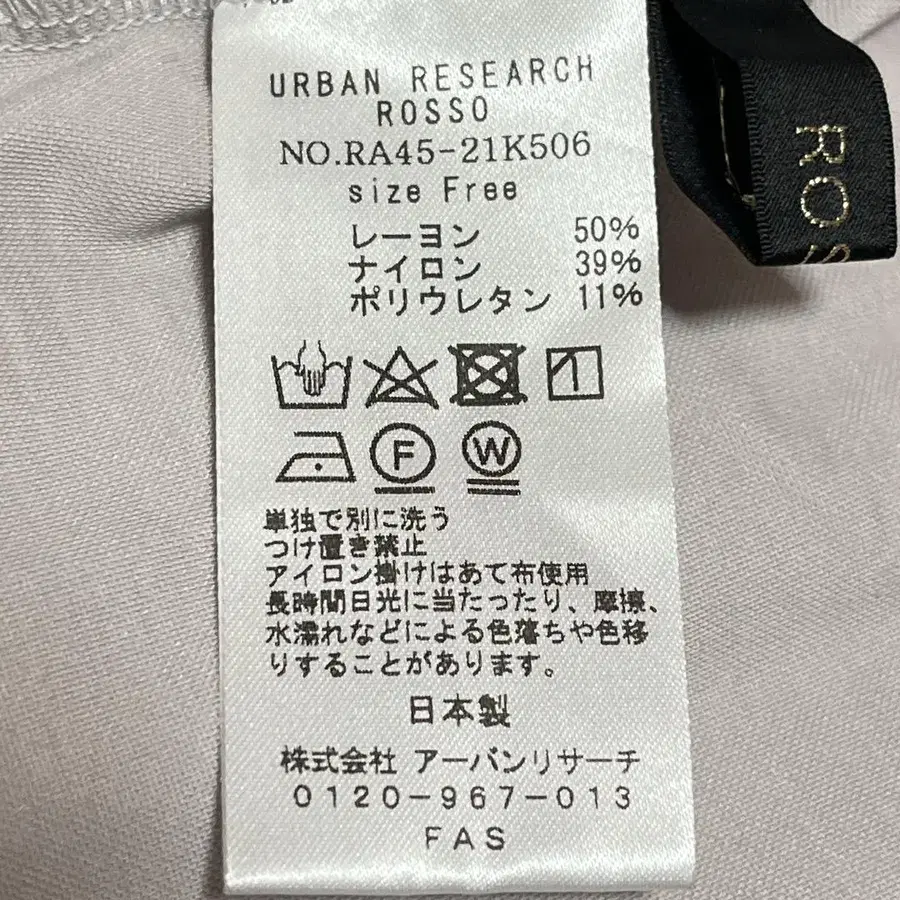 URBAN RESEARCH
ROSSO
NO.RA45-21K506
size Free
レーヨン 50%
ナイロン 39%
ポリウレタン 11%
F W
単独で別に洗う
つけ置き禁止
アイロン掛けはあて布使用
長時間日光に当たったり、摩擦、
水濡れなどによる色落ちや色移
りすることがあります。
日本製
株式会社 アーバンリサーチ
0120-967-013
FAS
ROS